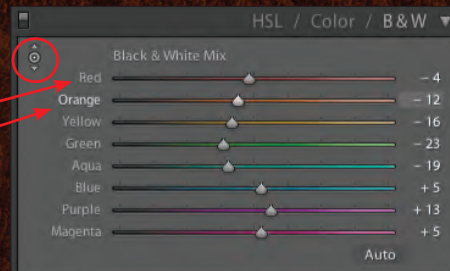 HSL / Color / B & W
Black & White Mix
Red − 4
Orange − 12
Yellow − 16
Green − 23
Aqua − 19
Blue + 5
Purple + 13
Magenta + 5
Auto